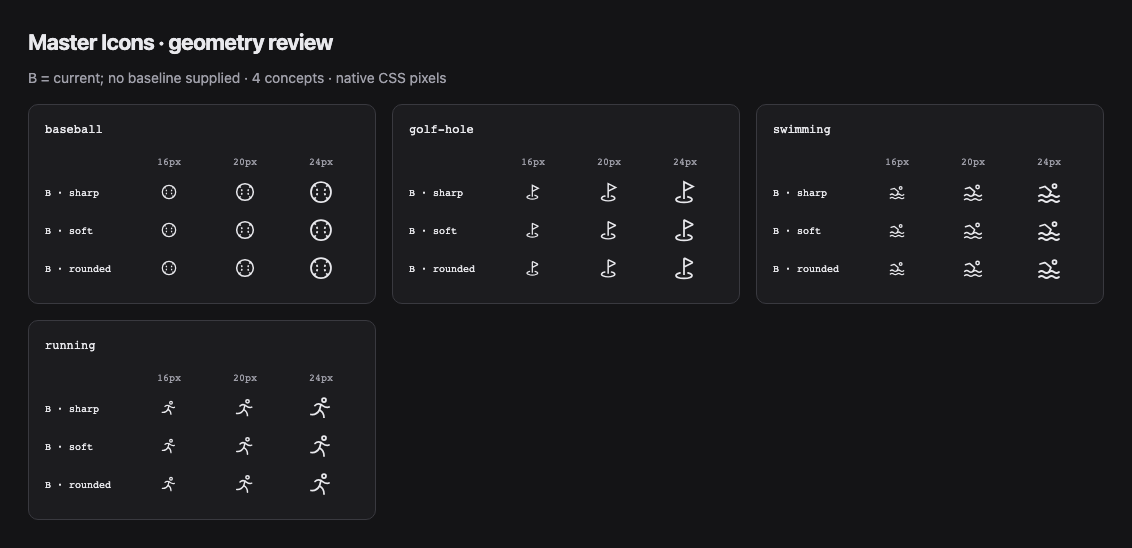 Master Icons · geometry review
B = current; no baseline supplied · 4 concepts · native CSS pixels
baseball
16px 20px 24px
B · sharp
B · soft
B · rounded
golf-hole
16px 20px 24px
B · sharp
B · soft
B · rounded
swimming
16px 20px 24px
B · sharp
B · soft
B · rounded
running
16px 20px 24px
B · sharp
B · soft
B · rounded